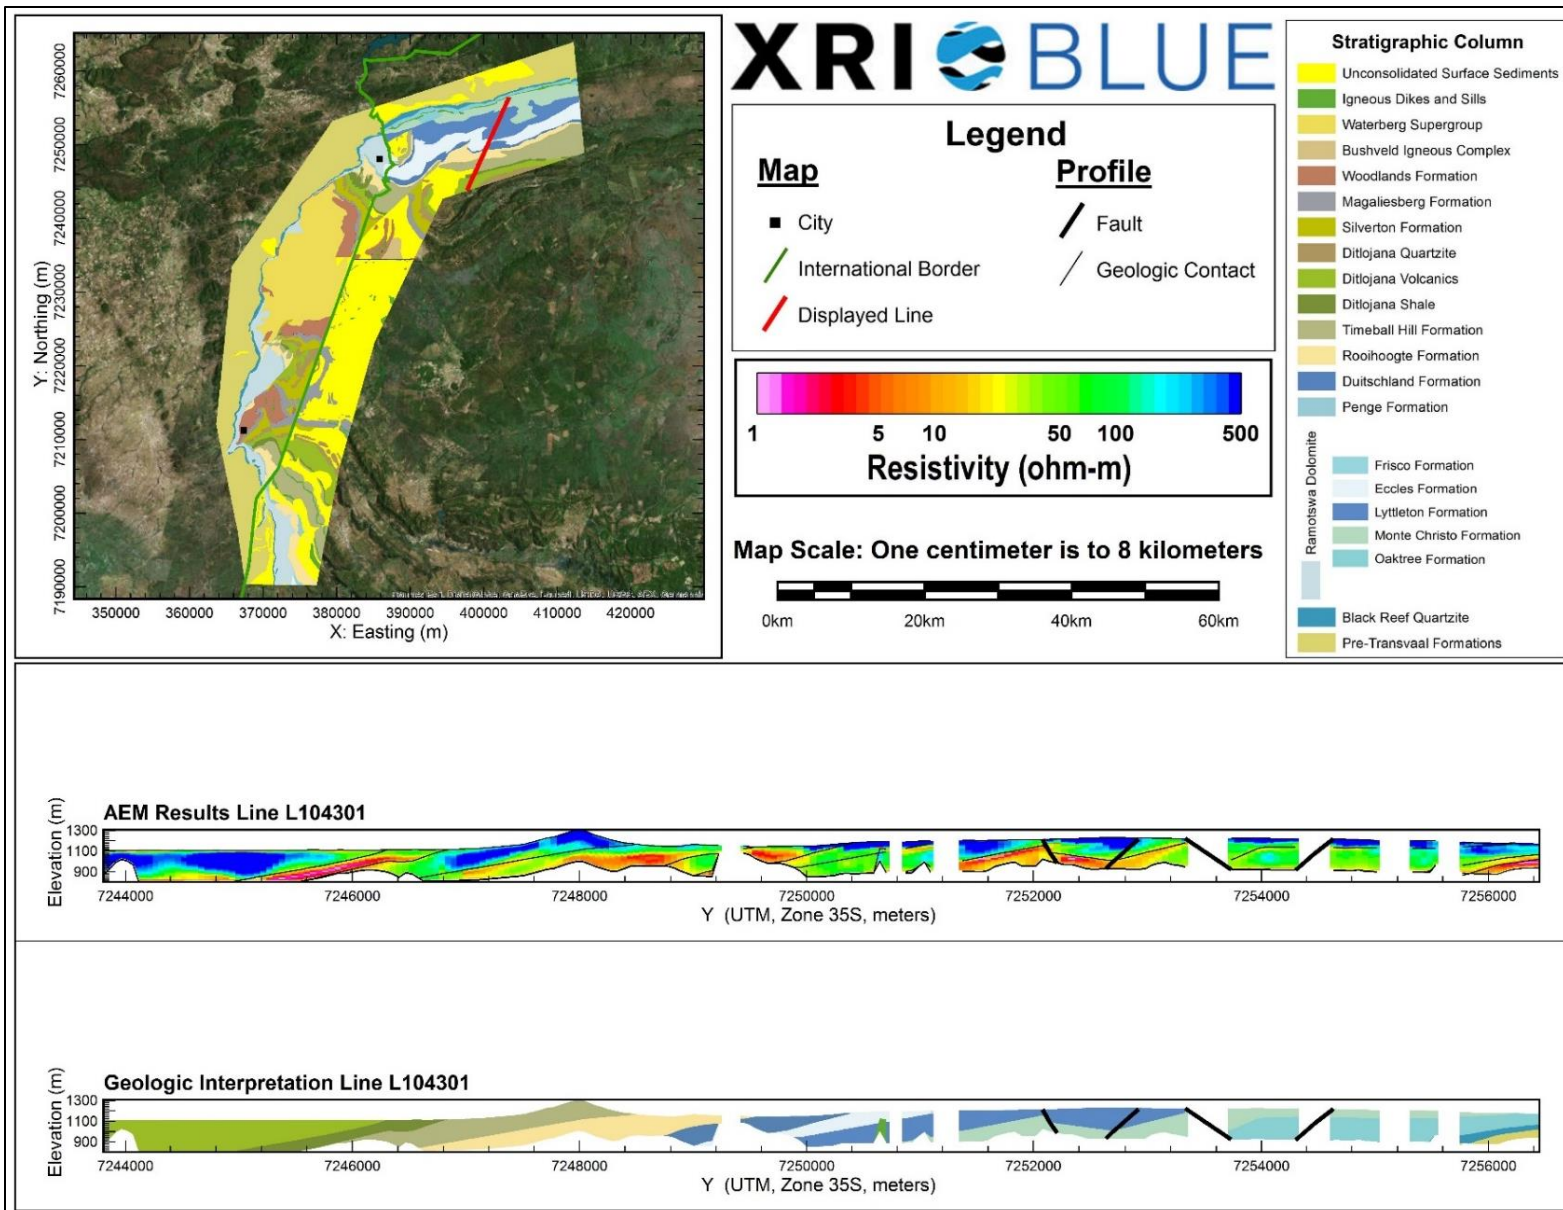 XRI BLUE
7260000
7250000
7240000
7230000
7220000
7210000
7200000
7190000
Y: Northing (m)
350000 360000 370000 380000 390000 400000 410000 420000
X: Easting (m)
Legend
Map
City
International Border
Displayed Line
Profile
Fault
Geologic Contact
1 5 10 50 100 500
Resistivity (ohm-m)
Map Scale: One centimeter is to 8 kilometers
0km 20km 40km 60km
Stratigraphic Column
Unconsolidated Surface Sediments
Igneous Dikes and Sills
Waterberg Supergroup
Bushveld Igneous Complex
Woodlands Formation
Magaliesberg Formation
Silverton Formation
Ditlojana Quartzite
Ditlojana Volcanics
Ditlojana Shale
Timeball Hill Formation
Rooihoogte Formation
Duitschland Formation
Penge Formation
Ramotswa Dolomite
Frisco Formation
Eccles Formation
Lyttleton Formation
Monte Christo Formation
Oaktree Formation
Black Reef Quartzite
Pre-Transvaal Formations
AEM Results Line L104301
Elevation (m)
1300
1100
900
7244000 7246000 7248000 7250000 7252000 7254000 7256000
Y (UTM, Zone 35S, meters)
Geologic Interpretation Line L104301
Elevation (m)
1300
1100
900
7244000 7246000 7248000 7250000 7252000 7254000 7256000
Y (UTM, Zone 35S, meters)